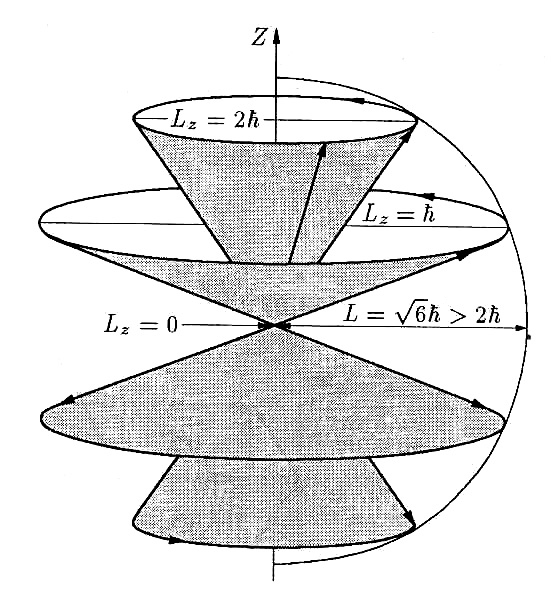 Z
L_z = 2ħ
L_z = ħ
L_z = 0
L = √6ħ > 2ħ